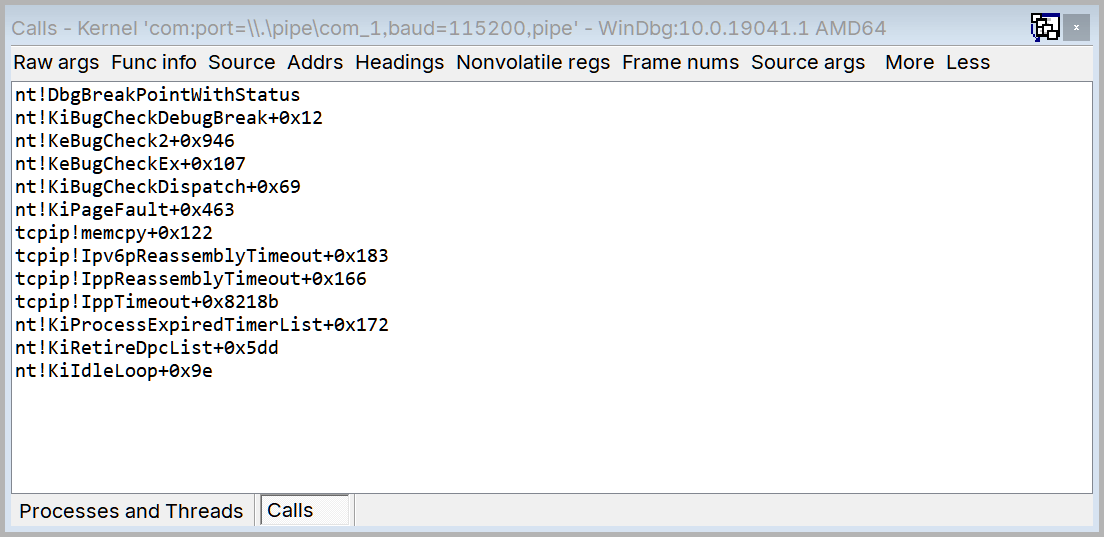 Calls - Kernel 'com:port=\\.\pipe\com_1,baud=115200,pipe' - WinDbg:10.0.19041.1 AMD64
Raw args Func info Source Addrs Headings Nonvolatile regs Frame nums Source args More Less
nt!DbgBreakPointWithStatus
nt!KiBugCheckDebugBreak+0x12
nt!KeBugCheck2+0x946
nt!KeBugCheckEx+0x107
nt!KiBugCheckDispatch+0x69
nt!KiPageFault+0x463
tcpip!memcpy+0x122
tcpip!Ipv6pReassemblyTimeout+0x183
tcpip!IppReassemblyTimeout+0x166
tcpip!IppTimeout+0x8218b
nt!KiProcessExpiredTimerList+0x172
nt!KiRetireDpcList+0x5dd
nt!KiIdleLoop+0x9e
Processes and Threads Calls